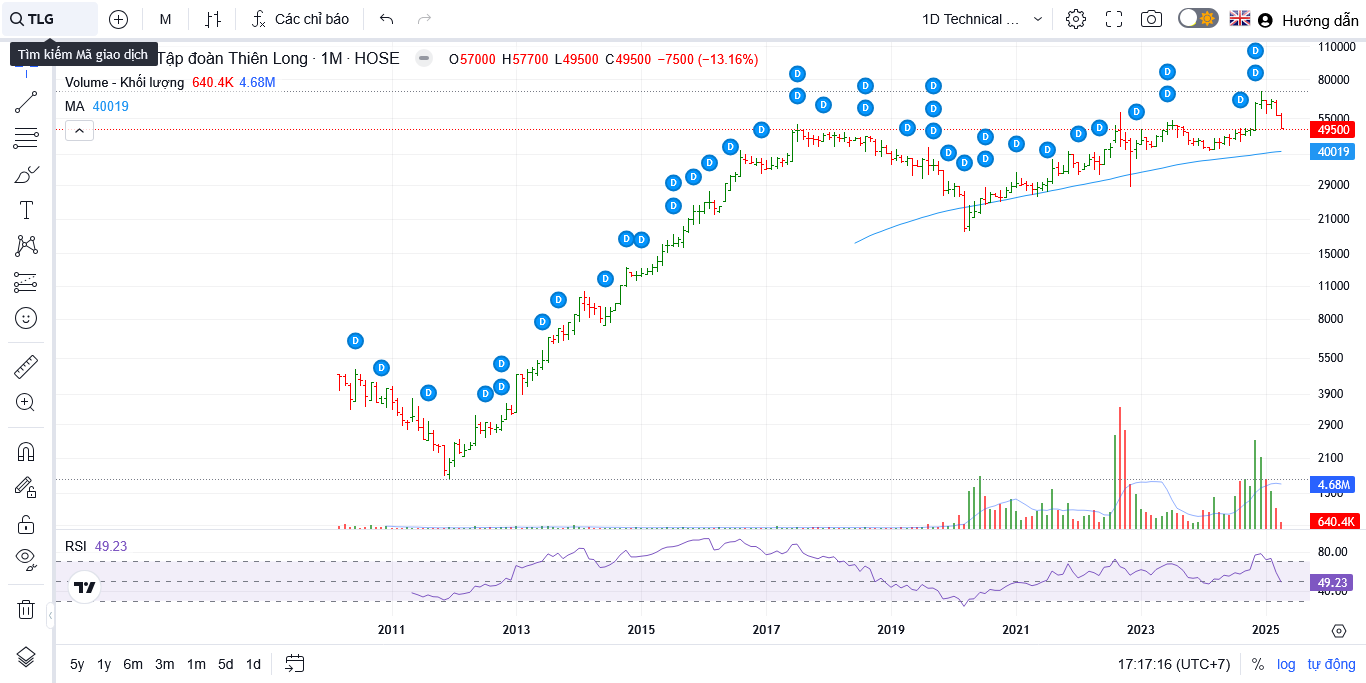 TLG M Các chỉ báo 1D Technical ... Hướng dẫn
Tìm kiếm Mã giao dịch
Tập đoàn Thiên Long · 1M · HOSE O57000 H57700 L49500 C49500 −7500 (−13.16%)
Volume - Khối lượng 640.4K 4.68M
MA 40019
110000
80000
55000
49500
40019
29000
21000
15000
11000
8000
5500
3900
2900
2100
4.68M
1500
640.4K
D D D D D D D D D D D D D D D D D D D D D D D D D D D D D D D D D D D D D D D D D D
RSI 49.23
80.00
49.23
40.00
2011 2013 2015 2017 2019 2021 2023 2025
5y 1y 6m 3m 1m 5d 1d 17:17:16 (UTC+7) % log tự động